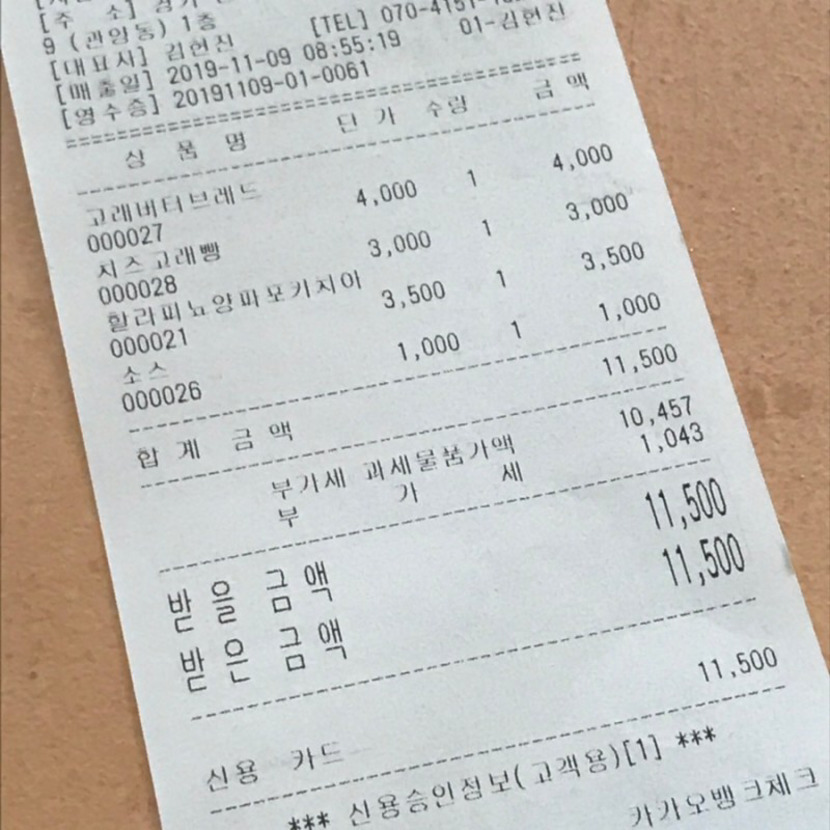 [주 소] 경기
9 (관양동) 1층 [TEL] 070-4151-
[대표자] 김현진 01-김현진
[매출일] 2019-11-09 08:55:19
[영수증] 20191109-01-0061
상 품 명 단 가 수량 금 액
고래버터브레드 4,000 1 4,000
000027
치즈고래빵 3,000 1 3,000
000028
할라피뇨양파포카치아 3,500 1 3,500
000021
소스 1,000 1 1,000
000026
합 계 금 액 11,500
부가세 과세물품가액 10,457
부 가 세 1,043
받 을 금 액 11,500
받 은 금 액 11,500
신용 카드 11,500
*** 신용승인정보(고객용)[1] ***
카카오뱅크체크